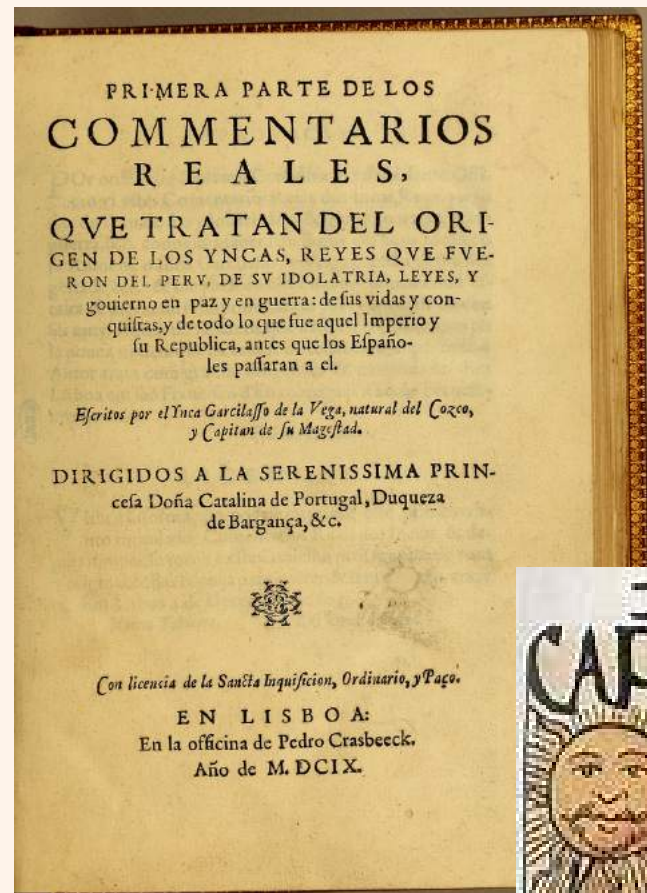 PRIMERA PARTE DE LOS
COMMENTARIOS
REALES,
QVE TRATAN DEL ORI-
GEN DE LOS YNCAS, REYES QVE FVE-
RON DEL PERV, DE SV IDOLATRIA, LEYES, Y
gouierno en paz y en guerra: de ſus vidas y con-
quiſtas, y de todo lo que fue aquel Imperio y
ſu Republica, antes que los Eſpaño-
les paſſaran a el.
Eſcritos por el Ynca Garcilaſſo de la Vega, natural del Cozco,
y Capitan de ſu Mageſtad.
DIRIGIDOS A LA SERENISSIMA PRIN-
ceſa Doña Catalina de Portugal, Duqueza
de Bargança, &c.
Con licencia de la Sancta Inquiſicion, Ordinario, y Paço.
EN LISBOA:
En la officina de Pedro Crasbeeck.
Año de M. DCIX.